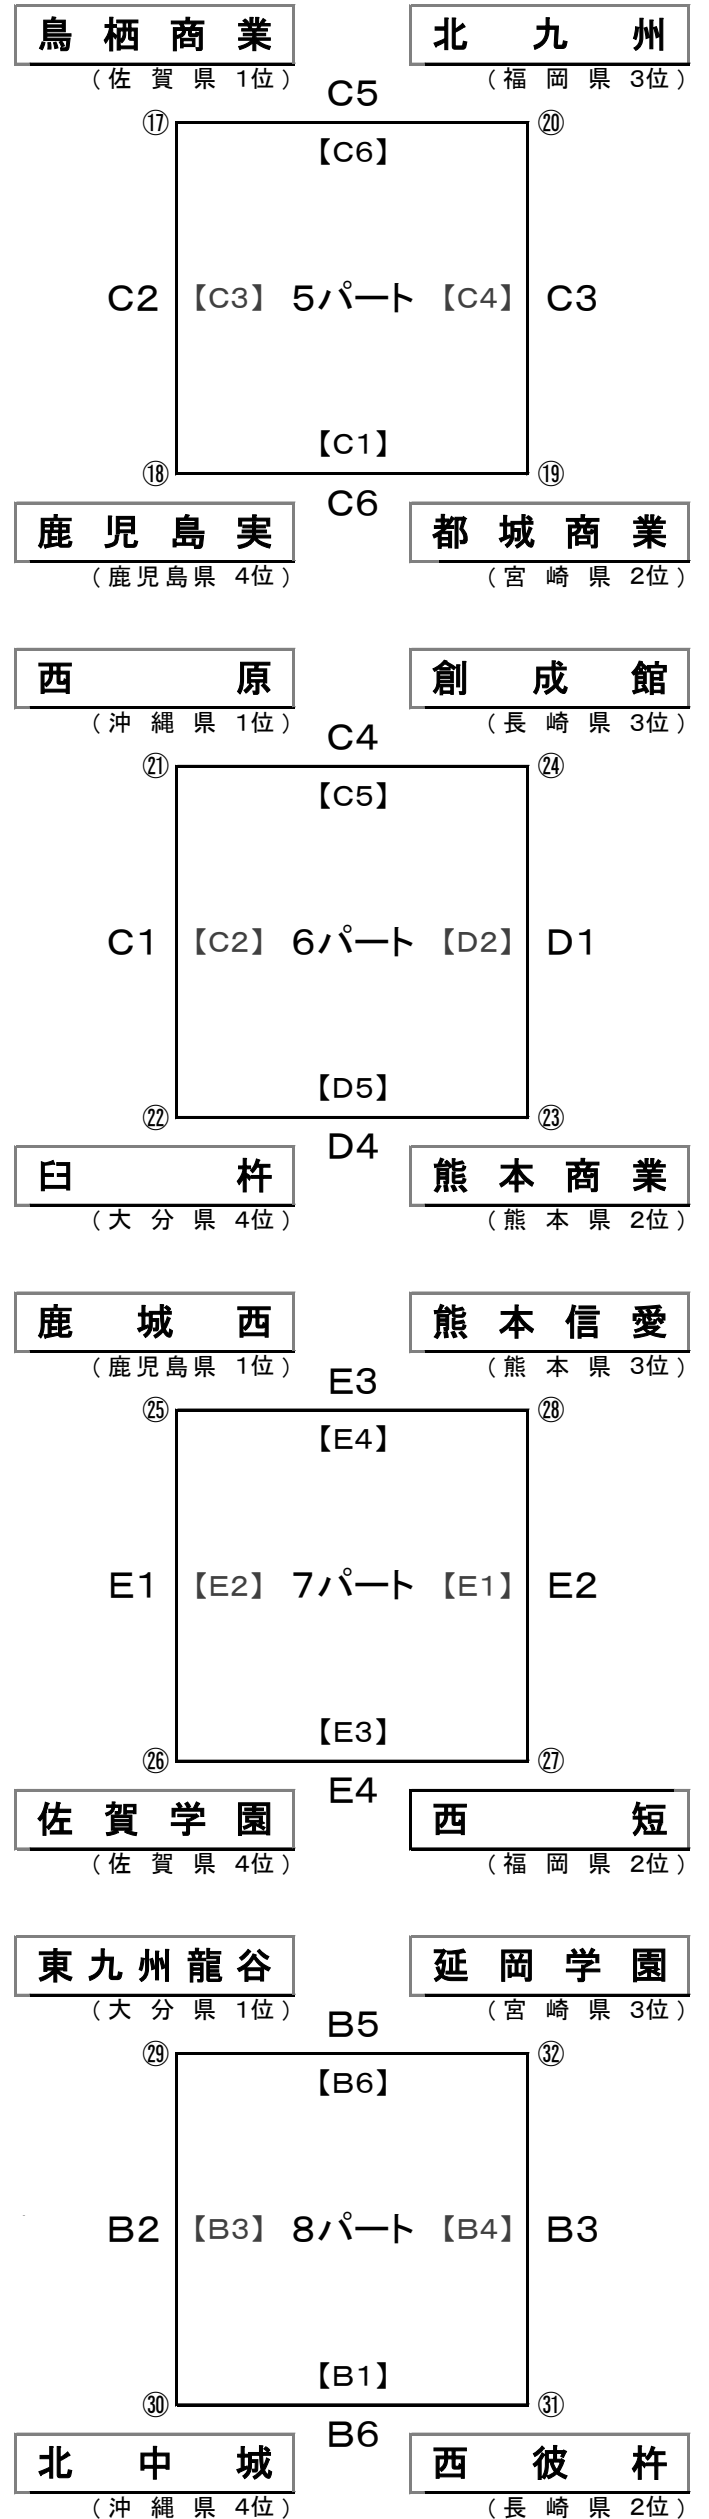 鳥栖商業 北九州
(佐賀県 1位) (福岡県 3位)
C5
⑰ ⑳
【C6】
C2 【C3】 5パート 【C4】 C3
【C1】
⑱ ⑲
C6
鹿児島実 都城商業
(鹿児島県 4位) (宮崎県 2位)
西原 創成館
(沖縄県 1位) (長崎県 3位)
C4
㉑ ㉔
【C5】
C1 【C2】 6パート 【D2】 D1
【D5】
㉒ ㉓
D4
臼杵 熊本商業
(大分県 4位) (熊本県 2位)
鹿城西 熊本信愛
(鹿児島県 1位) (熊本県 3位)
E3
㉕ ㉘
【E4】
E1 【E2】 7パート 【E1】 E2
【E3】
㉖ ㉗
E4
佐賀学園 西短
(佐賀県 4位) (福岡県 2位)
東九州龍谷 延岡学園
(大分県 1位) (宮崎県 3位)
B5
㉙ ㉜
【B6】
B2 【B3】 8パート 【B4】 B3
【B1】
㉚ ㉛
B6
北中城 西彼杵
(沖縄県 4位) (長崎県 2位)